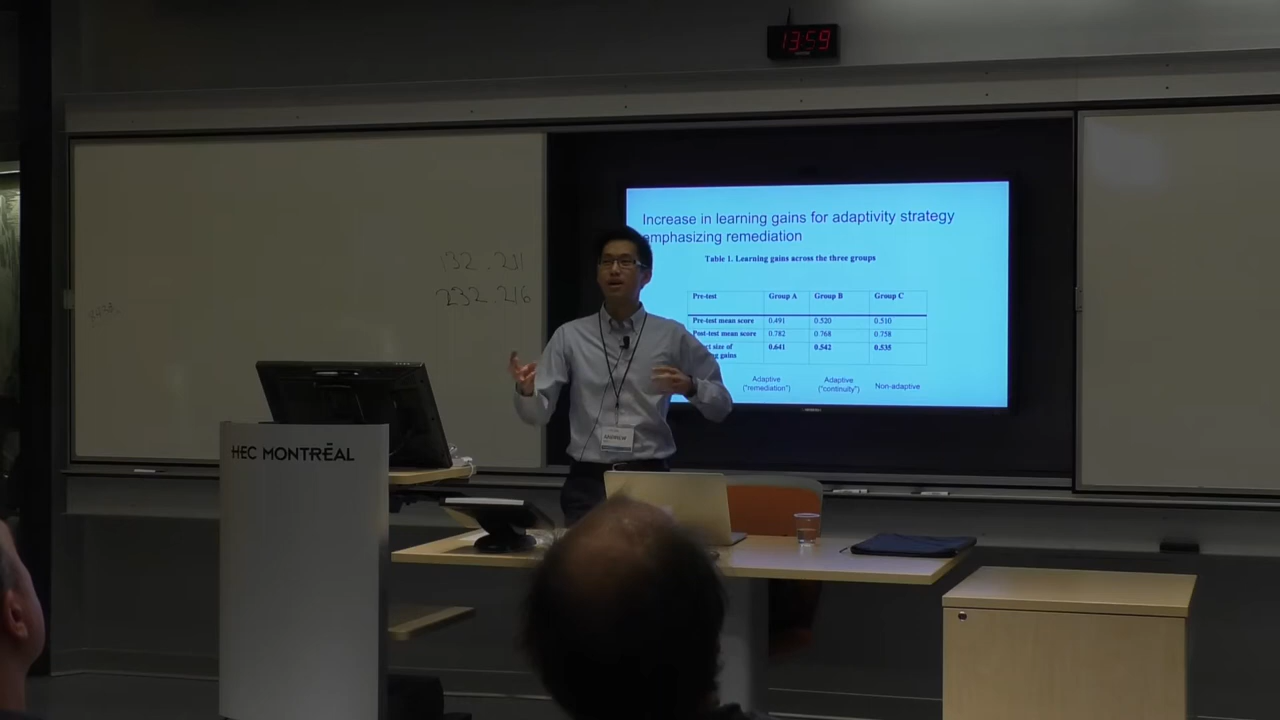 13:59
132.211
232.216
Increase in learning gains for adaptivity strategy
emphasizing remediation
Table 1. Learning gains across the three groups
Pre-test Group A Group B Group C
Pre-test mean score 0.491 0.520 0.510
Post-test mean score 0.782 0.768 0.758
size of gains 0.641 0.542 0.535
Adaptive ("remediation") Adaptive ("continuity") Non-adaptive
ANDREW
HEC MONTRĒAL